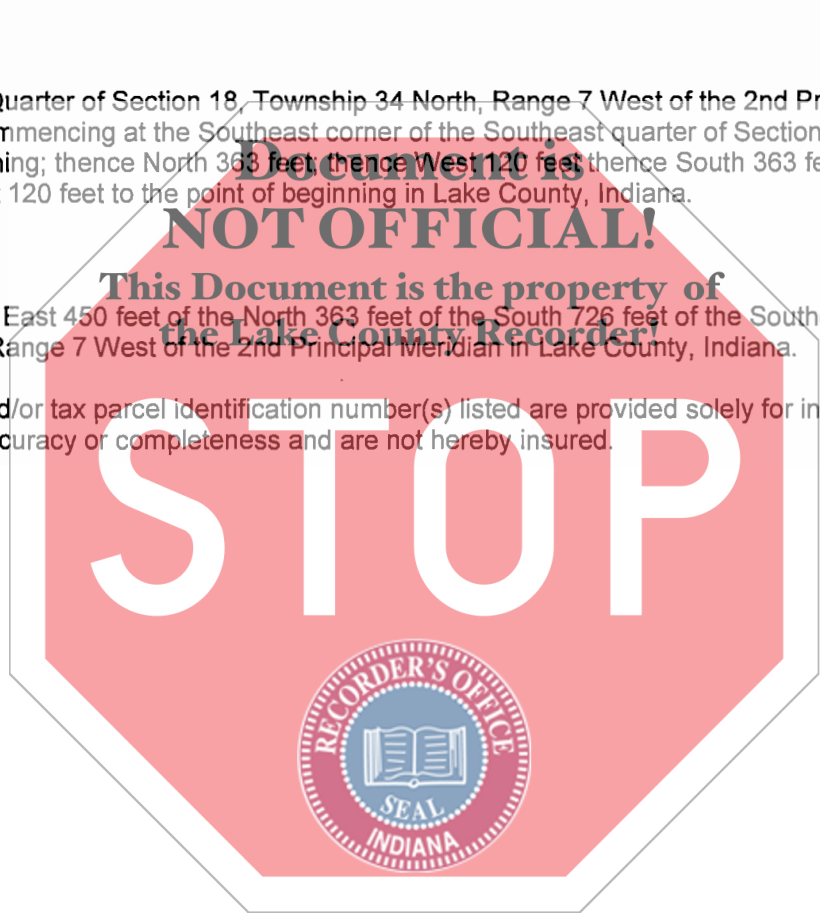 Quarter of Section 18, Township 34 North, Range 7 West of the 2nd Pr
mmencing at the Southeast corner of the Southeast quarter of Section
ing; thence North 363 feet; thence West 120 feet thence South 363 fe
120 feet to the point of beginning in Lake County, Indiana.
Document is
NOT OFFICIAL!
This Document is the property of
the Lake County Recorder!
East 450 feet of the North 363 feet of the South 726 feet of the South
Range 7 West of the 2nd Principal Meridian in Lake County, Indiana.
d/or tax parcel identification number(s) listed are provided solely for in
curacy or completeness and are not hereby insured.
STOP
RECORDER'S OFFICE
SEAL
INDIANA